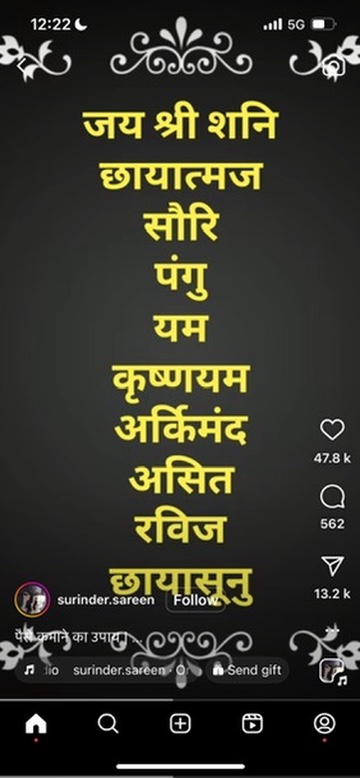 12:22
5G
जय श्री शनि
छायात्मज
सौरि
पंगु
यम
कृष्णयम
अर्किमंद
असित
रविज
छायासूनु
47.8 k
562
13.2 k
surinder.sareen Follow
पैसे कमाने का उपाय | ...
surinder.sareen · Or
Send gift